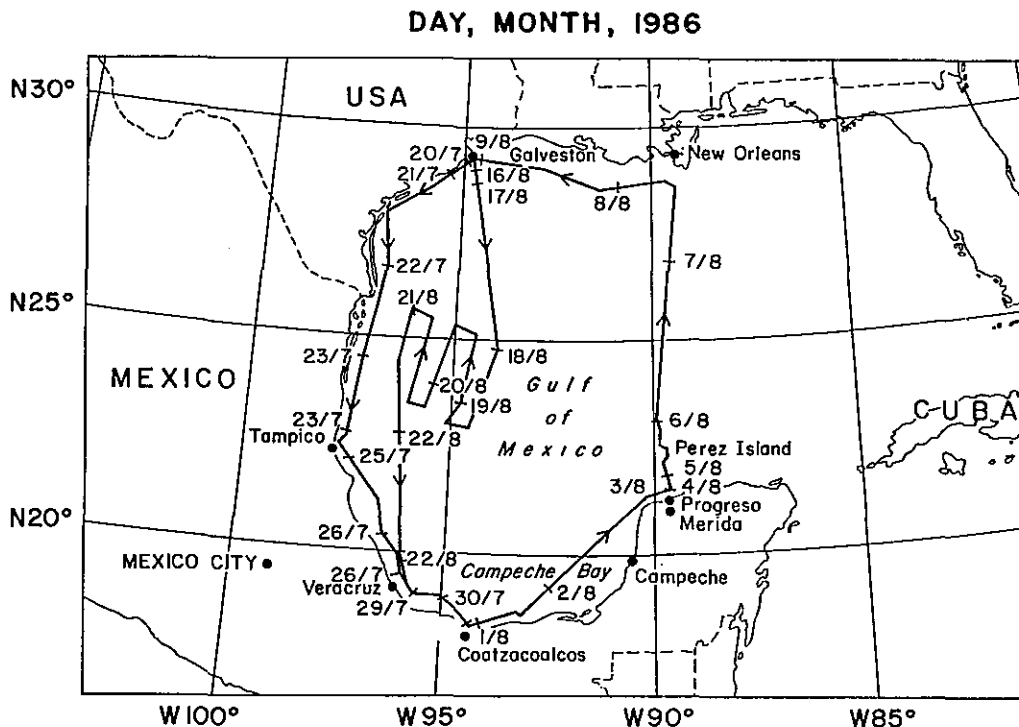 DAY, MONTH, 1986
N30°
USA
20/7
9/8
Galveston
New Orleans
21/7
16/8
17/8
8/8
22/7
7/8
N25°
21/8
23/7
18/8
MEXICO
20/8
19/8
Gulf
of
Mexico
CUBA
23/7
Tampico
22/8
6/8
Perez Island
25/7
5/8
3/8
4/8
Progreso
Merida
N20°
26/7
22/8
MEXICO CITY
26/7
Campeche Bay
Campeche
Veracruz
29/7
30/7
2/8
1/8
Coatzacoalcos
W100°
W95°
W90°
W85°